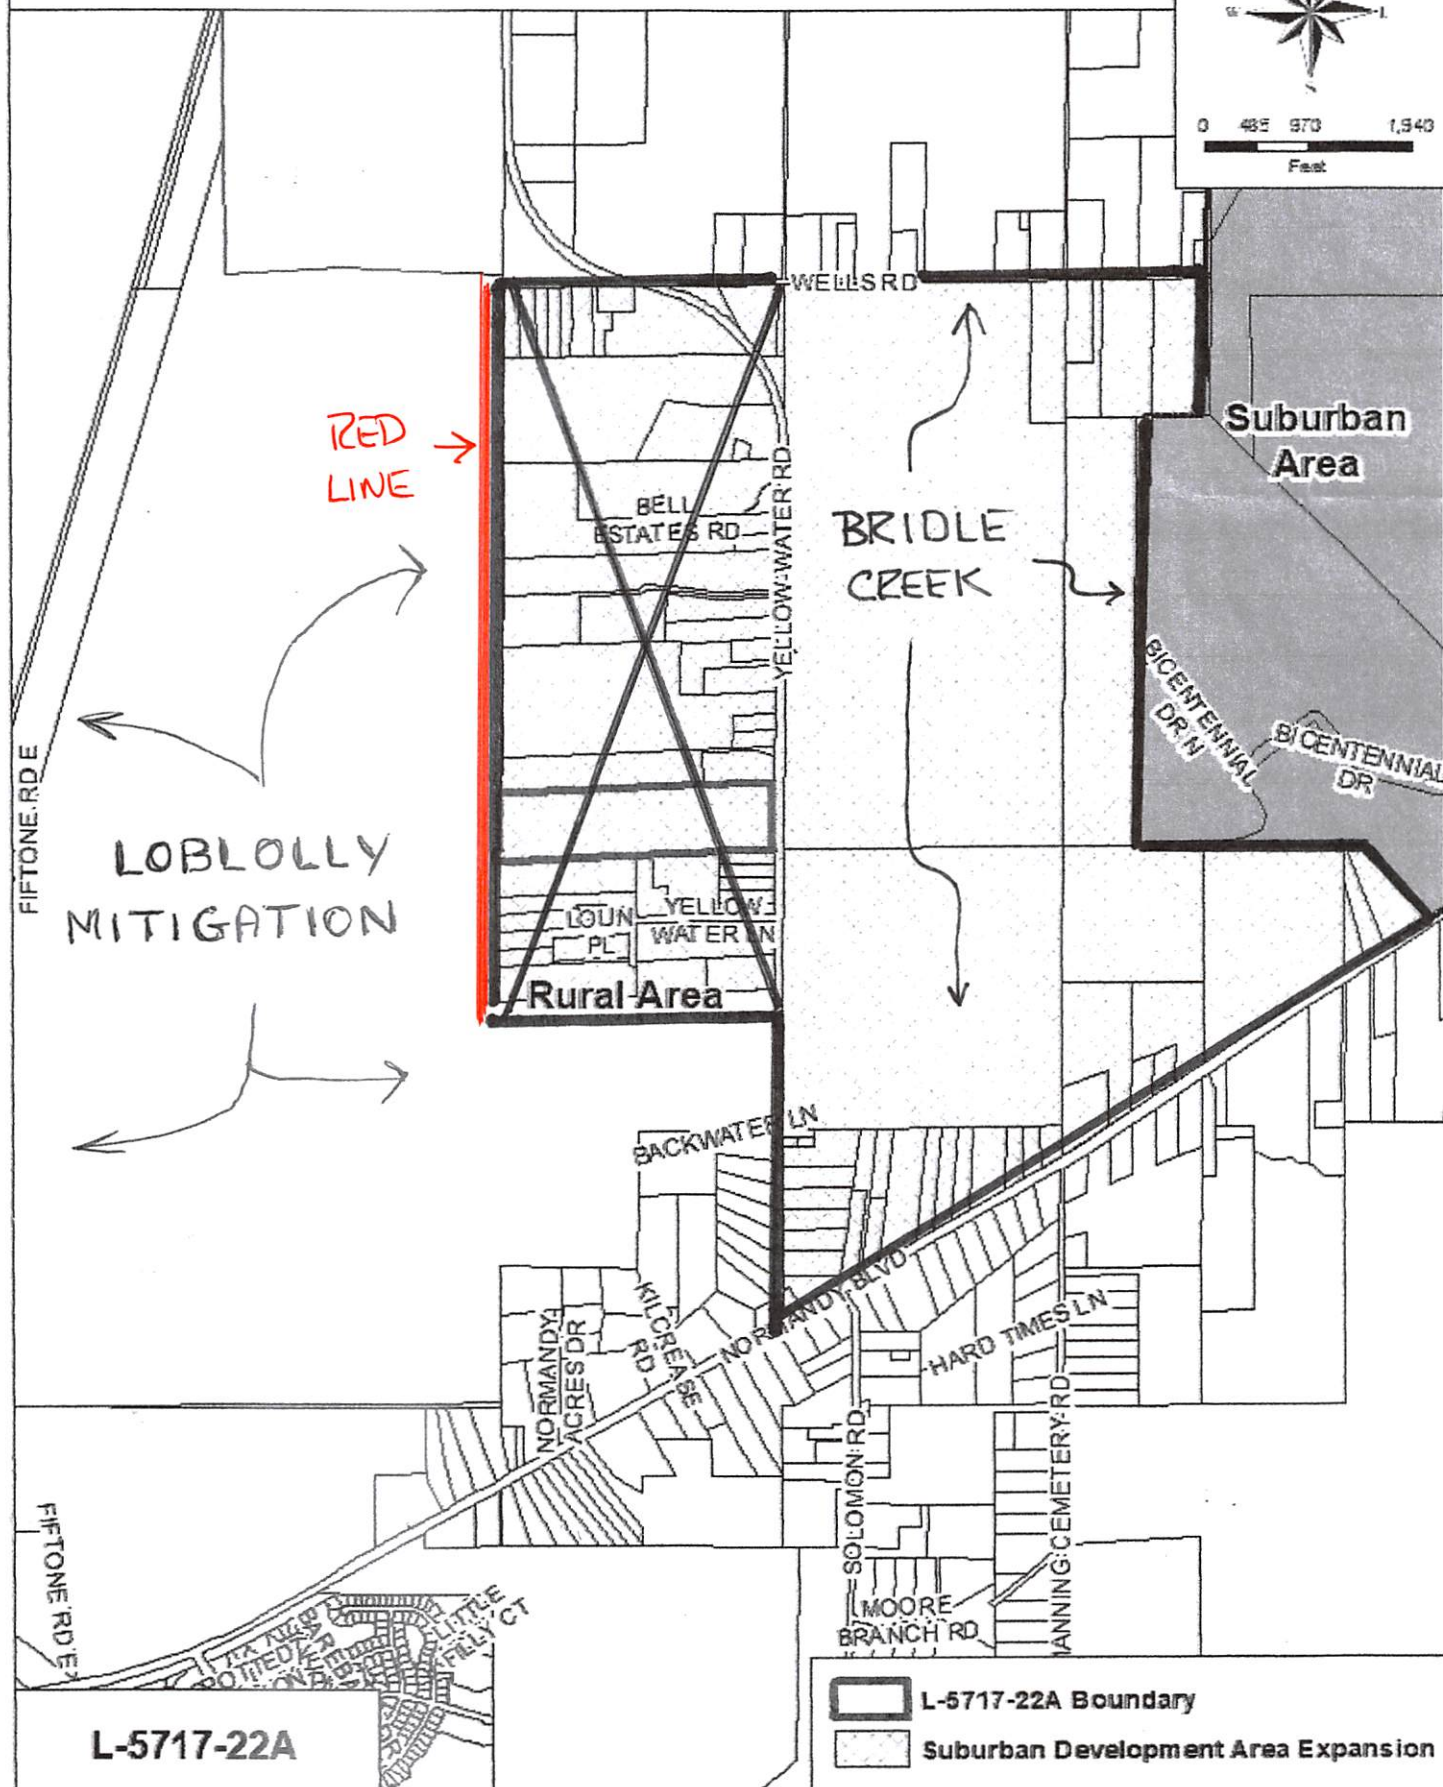 W
S
0 485 970 1,940
Feet
WELLS RD
RED
LINE
Suburban
Area
BELL
ESTATES RD
YELLOW WATER RD
BRIDLE
CREEK
BICENTENNIAL
DR N
BICENTENNIAL
DR
FIFTONE RD E
LOBLOLLY
MITIGATION
LOUN
PL
YELLOW
WATER LN
Rural Area
BACKWATER LN
NORMANDY BLVD
KILCREASE
RD
NORMANDY
ACRES DR
HARD TIMES LN
SOLOMON RD
MANNING CEMETERY RD
FIFTONE RD E
LITTLE
FILLY CT
MOORE
BRANCH RD
L-5717-22A
L-5717-22A Boundary
Suburban Development Area Expansion